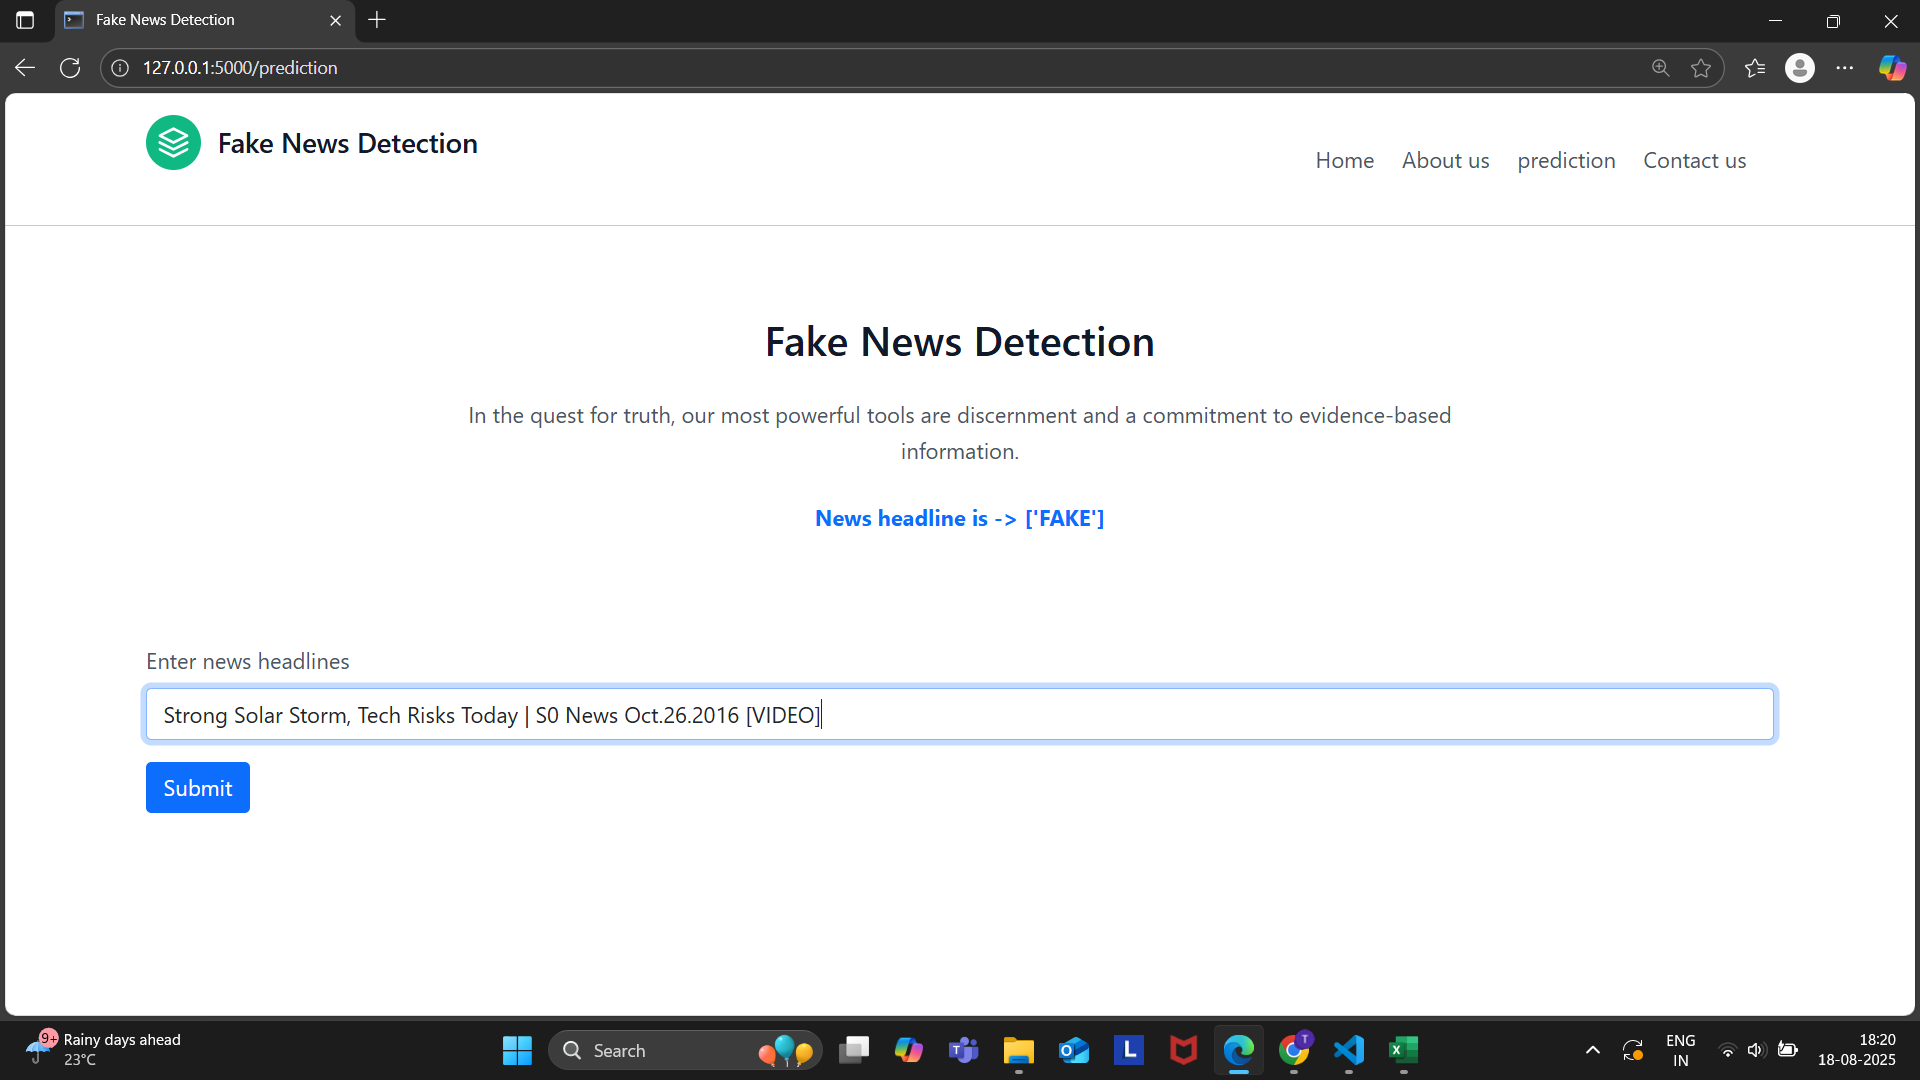 Fake News Detection
127.0.0.1:5000/prediction
Fake News Detection
Home About us prediction Contact us
Fake News Detection
In the quest for truth, our most powerful tools are discernment and a commitment to evidence-based
information.
News headline is -> ['FAKE']
Enter news headlines
Strong Solar Storm, Tech Risks Today | S0 News Oct.26.2016 [VIDEO]
Submit
9+
Rainy days ahead
23°C
Search
T
L
T
ENG
IN
18:20
18-08-2025